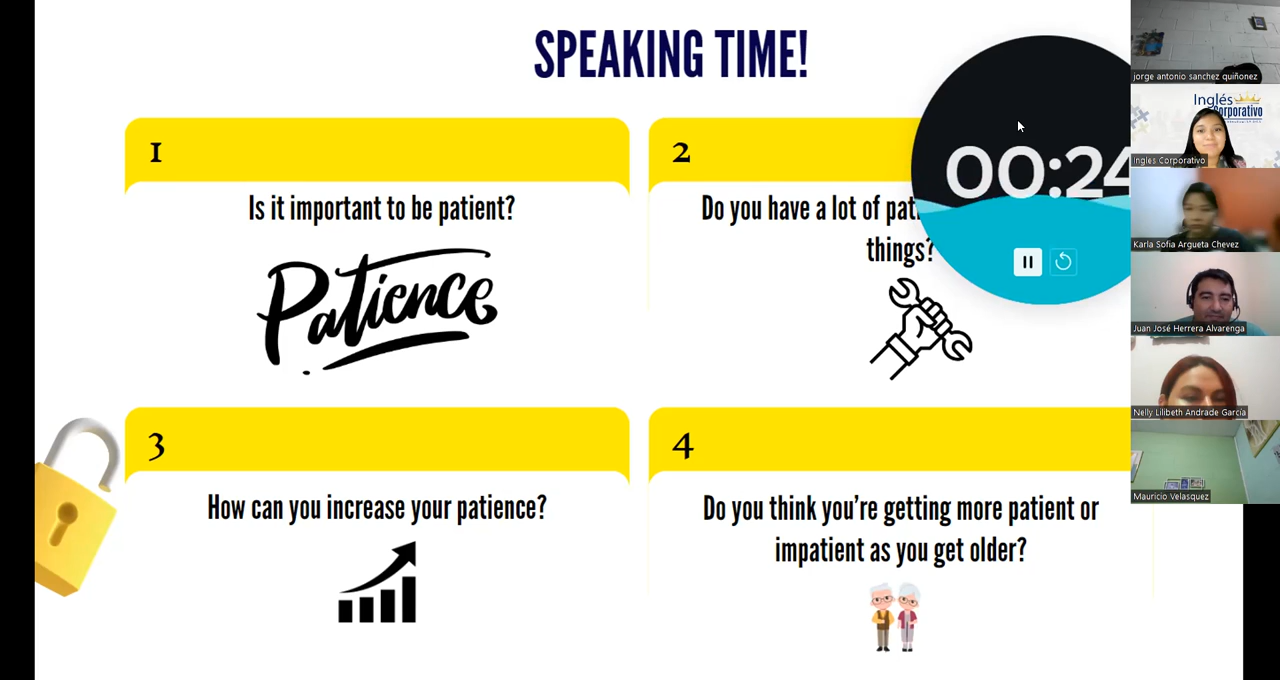 SPEAKING TIME!
1
Is it important to be patient?
Patience
2
Do you have a lot of
things?
00:24
3
How can you increase your patience?
4
Do you think you're getting more patient or
impatient as you get older?
jorge antonio sanchez quiñonez
Inglés
Corporativo
Ingles Corporativo
Karla Sofia Argueta Chevez
Juan José Herrera Alvarenga
Nelly Lilibeth Andrade García
Mauricio Velasquez